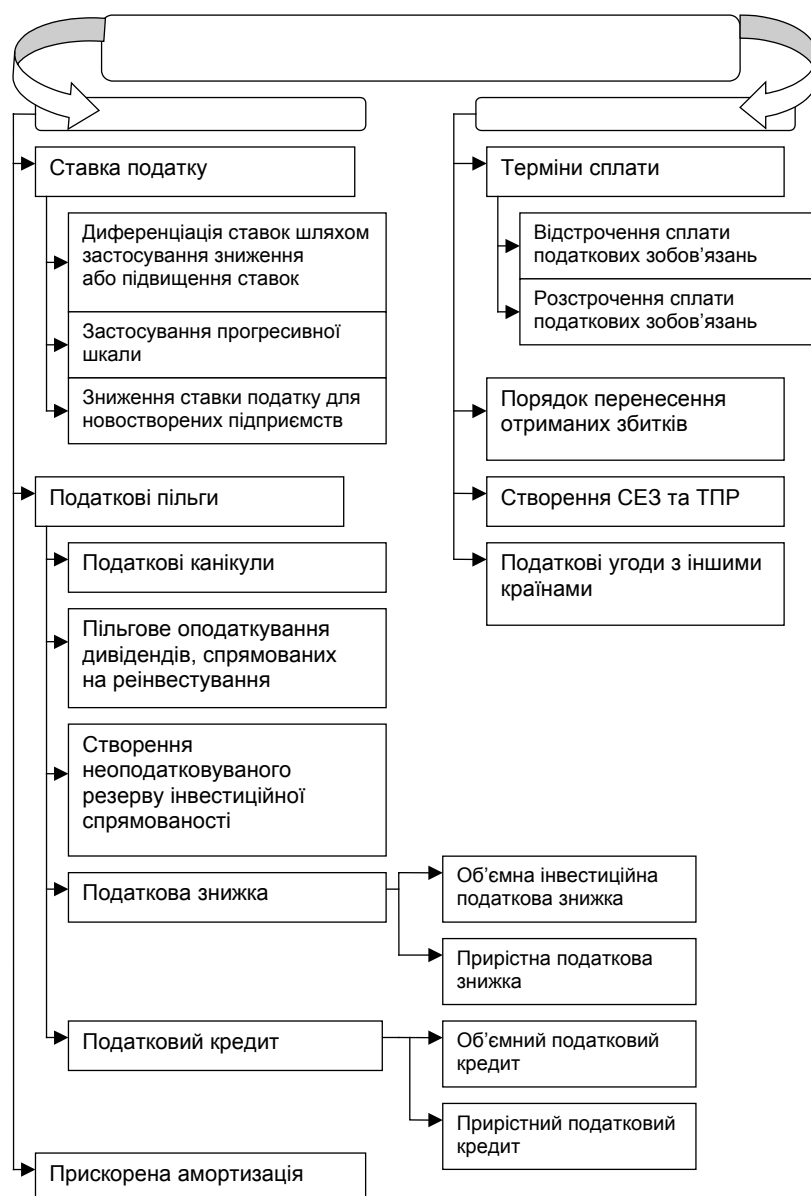 Ставка податку
Диференціація ставок шляхом
застосування зниження
або підвищення ставок
Застосування прогресивної
шкали
Зниження ставки податку для
новостворених підприємств
Податкові пільги
Податкові канікули
Пільгове оподаткування
дивідендів, спрямованих
на реінвестування
Створення
неоподатковуваного
резерву інвестиційної
спрямованості
Податкова знижка
Об’ємна інвестиційна
податкова знижка
Прирістна податкова
знижка
Податковий кредит
Об’ємний податковий
кредит
Прирістний податковий
кредит
Прискорена амортизація
Терміни сплати
Відстрочення сплати
податкових зобов’язань
Розстрочення сплати
податкових зобов’язань
Порядок перенесення
отриманих збитків
Створення СЕЗ та ТПР
Податкові угоди з іншими
країнами